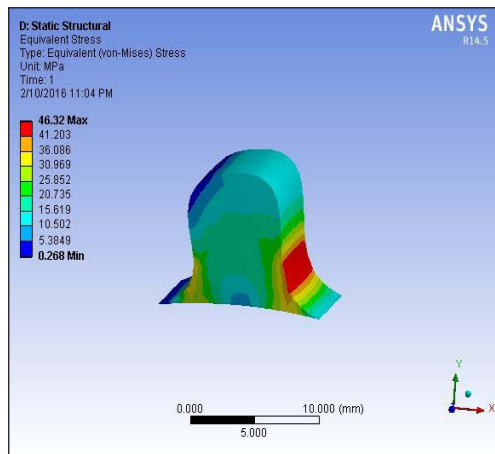 D: Static Structural
Equivalent Stress
Type: Equivalent (von-Mises) Stress
Unit: MPa
Time: 1
2/10/2016 11:04 PM
ANSYS
R14.5
46.32 Max
41.203
36.086
30.969
25.852
20.735
15.619
10.502
5.3849
0.268 Min
Y
X
0.000 10.000 (mm)
5.000